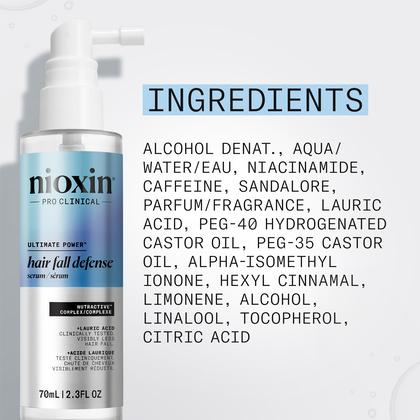 INGREDIENTS
ALCOHOL DENAT., AQUA/
WATER/EAU, NIACINAMIDE,
CAFFEINE, SANDALORE,
PARFUM/FRAGRANCE, LAURIC
ACID, PEG-40 HYDROGENATED
CASTOR OIL, PEG-35 CASTOR
OIL, ALPHA-ISOMETHYL
IONONE, HEXYL CINNAMAL,
LIMONENE, ALCOHOL,
LINALOOL, TOCOPHEROL,
CITRIC ACID
nioxin®
PRO CLINICAL
ULTIMATE POWER™
hair fall defense
serum / sérum
NUTRACTIVE™
COMPLEX/COMPLEXE
+LAURIC ACID
CLINICALLY TESTED.
VISIBLY LESS
HAIR FALL.
+ACIDE LAURIQUE
TESTÉ CLINIQUEMENT.
CHUTE DE CHEVEUX
VISIBLEMENT RÉDUITE.
70mL | 2.3FL OZ